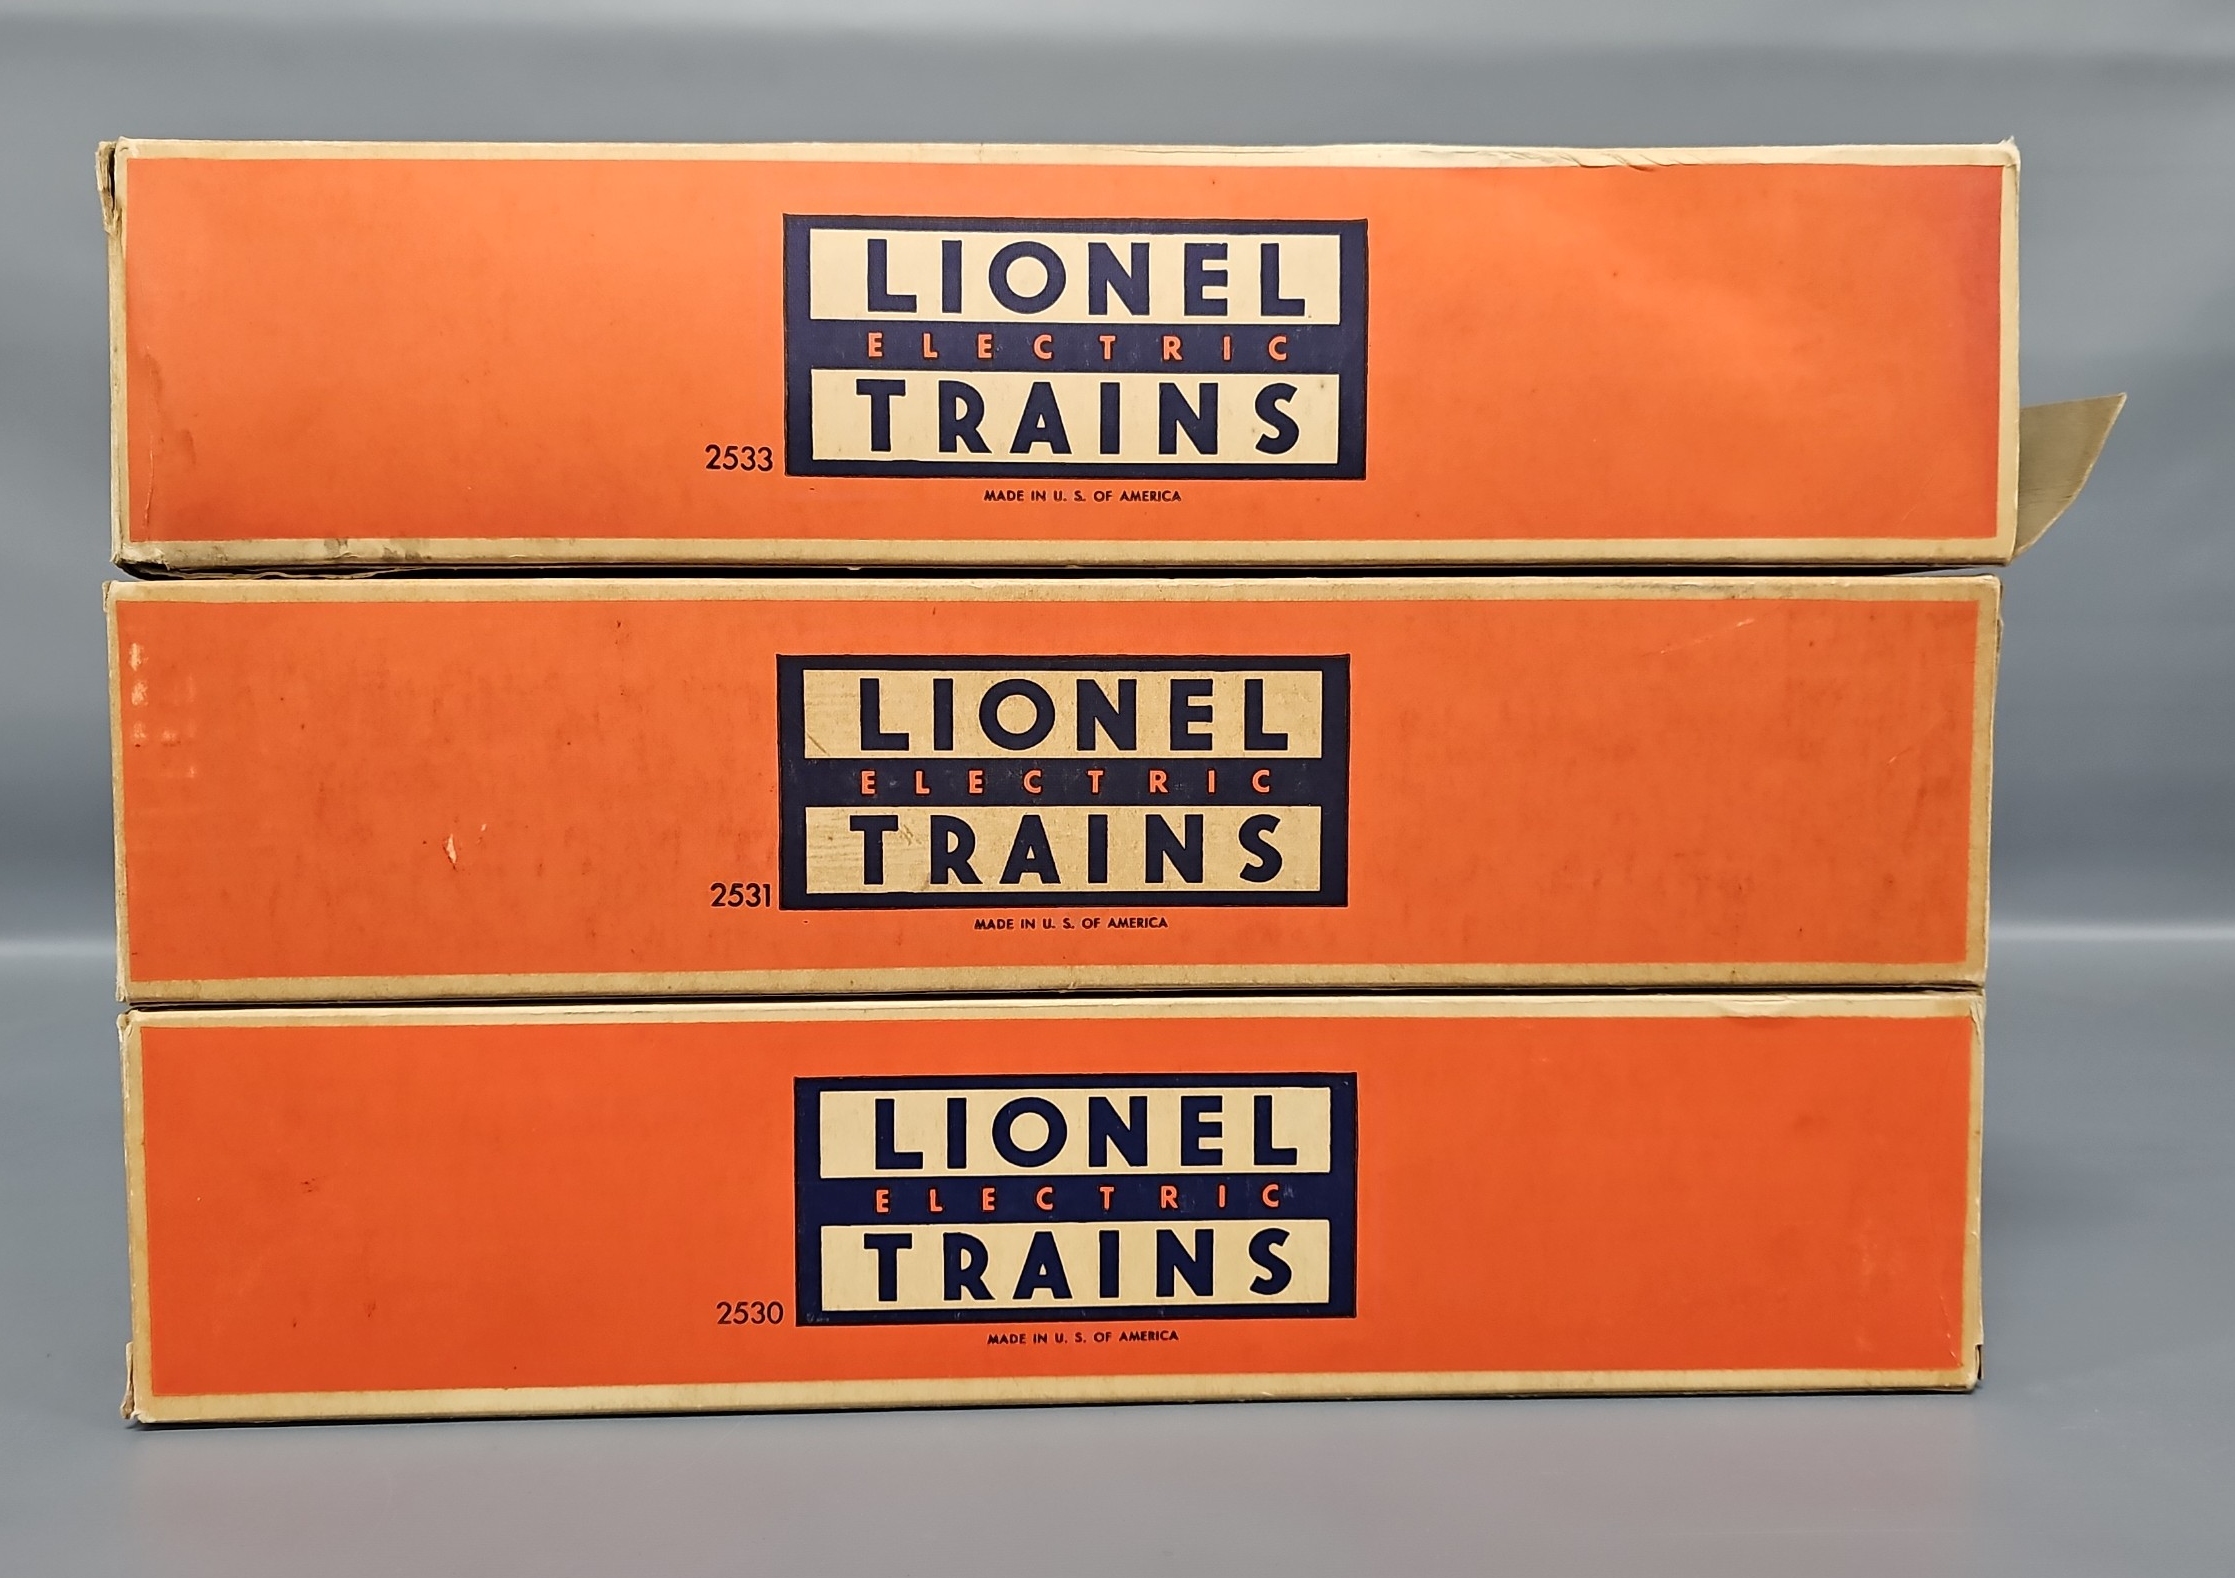 LIONEL
ELECTRIC
TRAINS
2533
MADE IN U. S. OF AMERICA
LIONEL
ELECTRIC
TRAINS
2531
MADE IN U. S. OF AMERICA
LIONEL
ELECTRIC
TRAINS
2530
MADE IN U. S. OF AMERICA